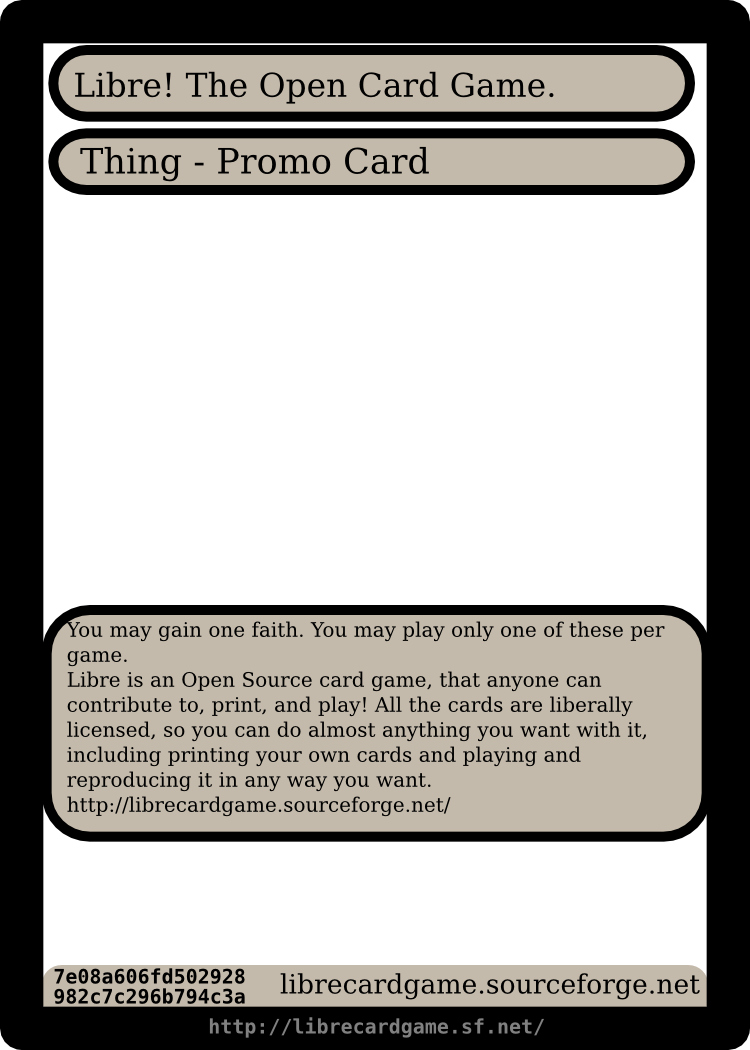 Libre! The Open Card Game.
Thing - Promo Card
You may gain one faith. You may play only one of these per
game.
Libre is an Open Source card game, that anyone can
contribute to, print, and play! All the cards are liberally
licensed, so you can do almost anything you want with it,
including printing your own cards and playing and
reproducing it in any way you want.
http://librecardgame.sourceforge.net/
7e08a606fd502928
982c7c296b794c3a
librecardgame.sourceforge.net
http://librecardgame.sf.net/